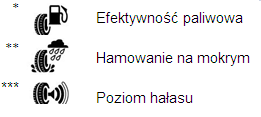 * Efektywność paliwowa
** Hamowanie na mokrym
*** Poziom hałasu